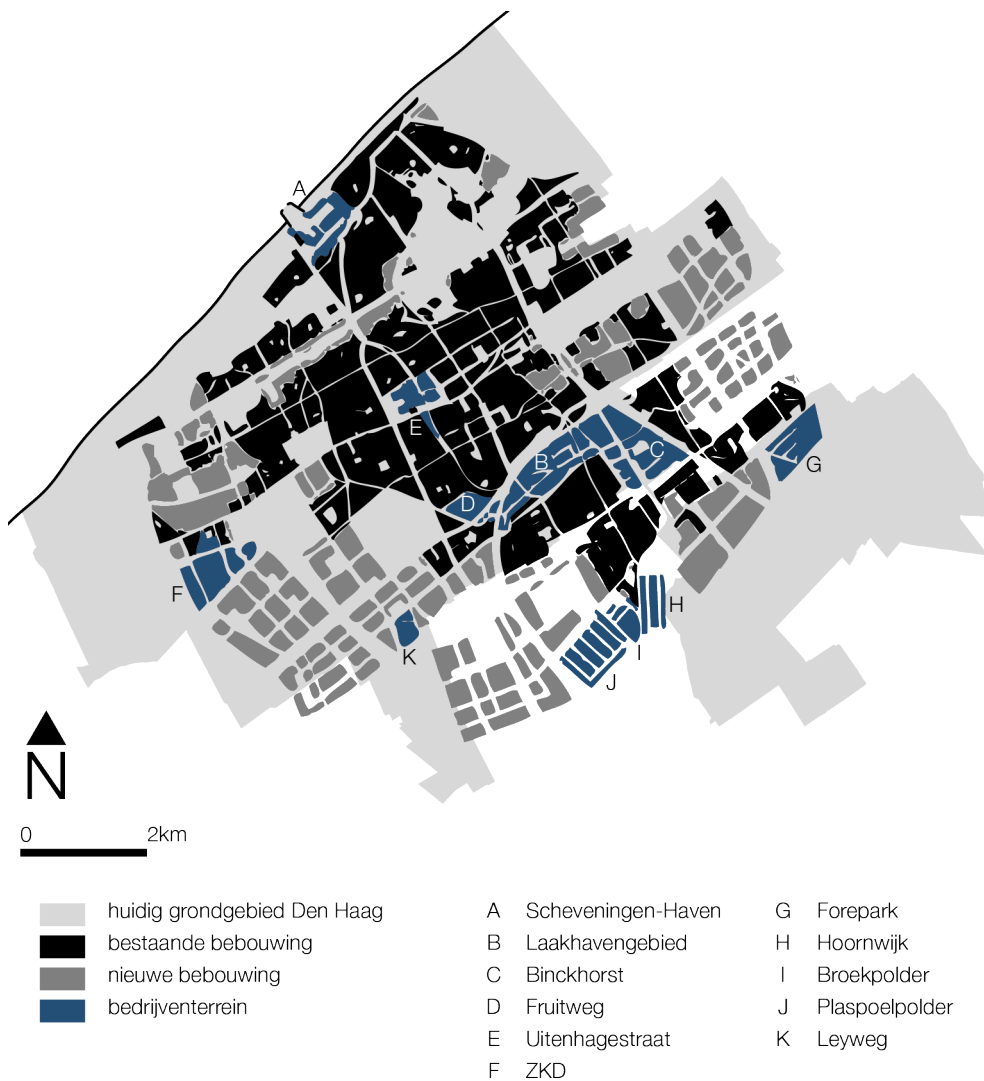 A
E
B
C
D
G
F
K
H
I
J
N
0 2km
huidig grondgebied Den Haag
bestaande bebouwing
nieuwe bebouwing
bedrijventerrein
A Scheveningen-Haven
B Laakhavengebied
C Binckhorst
D Fruitweg
E Uitenhagestraat
F ZKD
G Forepark
H Hoornwijk
I Broekpolder
J Plaspoelpolder
K Leyweg